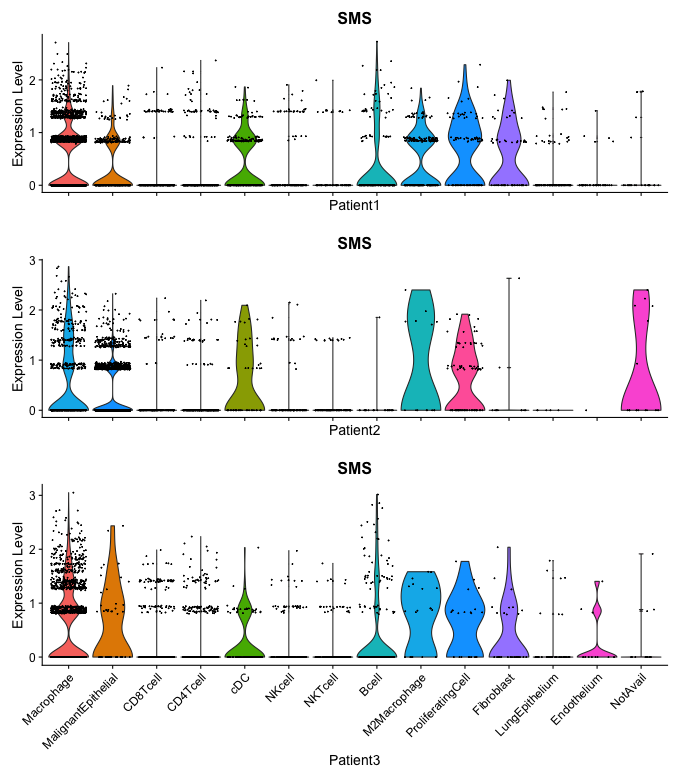 SMS
Expression Level
2
1
0
Patient1
SMS
Expression Level
3
2
1
0
Patient2
SMS
Expression Level
3
2
1
0
Macrophage
MalignantEpithelial
CD8Tcell
CD4Tcell
cDC
NKcell
NKTcell
Bcell
M2Macrophage
ProliferatingCell
Fibroblast
LungEpithelium
Endothelium
NotAvail
Patient3